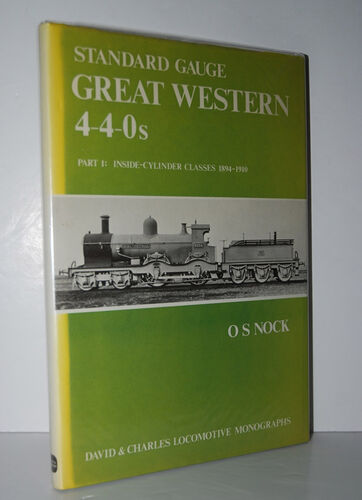 STANDARD GAUGE
GREAT WESTERN
4-4-0s
PART 1: INSIDE-CYLINDER CLASSES 1894-1910
O S NOCK
DAVID & CHARLES LOCOMOTIVE MONOGRAPHS